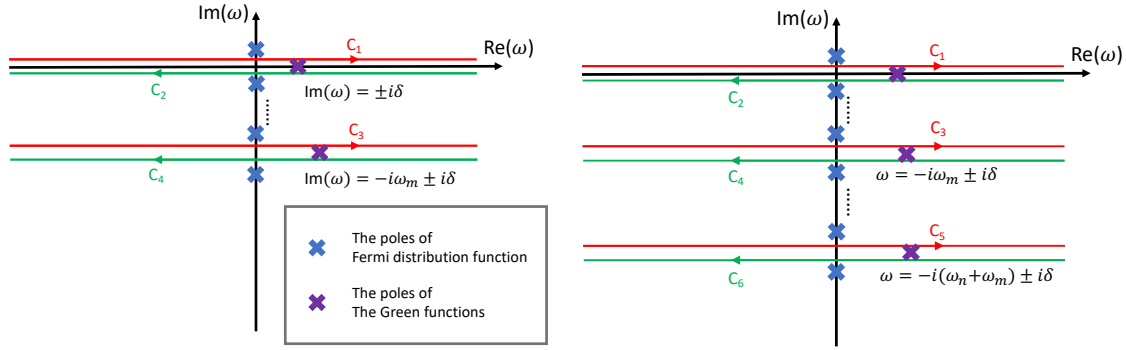 Im(ω)
Re(ω)
C₁
C₂
Im(ω) = ±iδ
C₃
C₄
Im(ω) = −iωₘ ± iδ
The poles of
Fermi distribution function
The poles of
The Green functions
Im(ω)
Re(ω)
C₁
C₂
C₃
C₄
ω = −iωₘ ± iδ
C₅
C₆
ω = −i(ωₙ+ωₘ) ± iδ